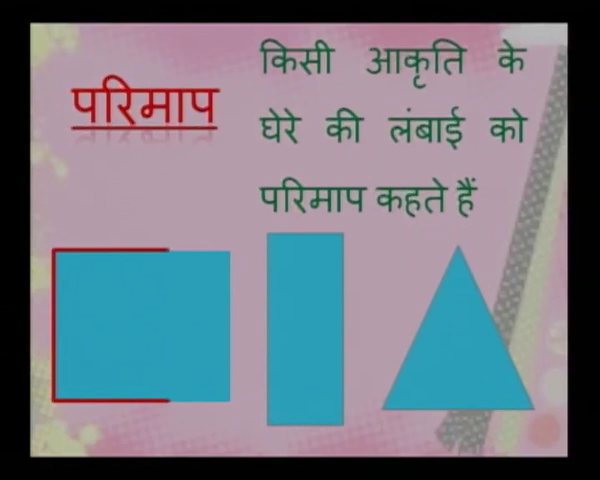 परिमाप
किसी आकृति के
घेरे की लंबाई को
परिमाप कहते हैं